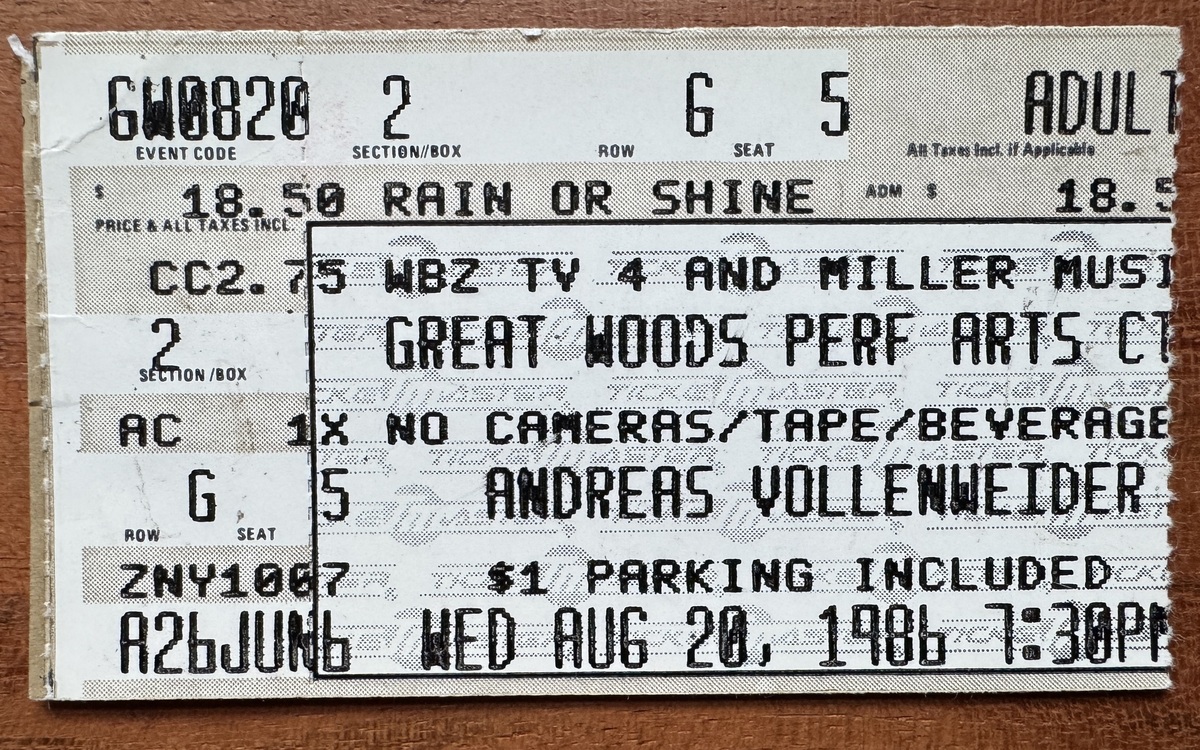 GW0820 2 G 5 ADULT
EVENT CODE SECTION//BOX ROW SEAT All Taxes Incl. if Applicable
$ 18.50 RAIN OR SHINE ADM $ 18.5
PRICE & ALL TAXES INCL.
CC2.75 WBZ TV 4 AND MILLER MUSI
2 GREAT WOODS PERF ARTS CT
SECTION/BOX
AC 1X NO CAMERAS/TAPE/BEVERAGE
G 5 ANDREAS VOLLENWEIDER
ROW SEAT
ZNY1007 $1 PARKING INCLUDED
A26JUN6 WED AUG 20, 1986 7:30PM